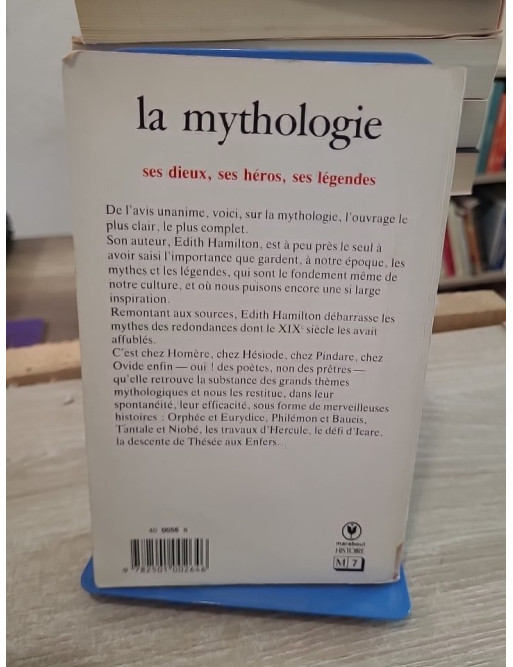 la mythologie
ses dieux, ses héros, ses légendes
De l'avis unanime, voici, sur la mythologie, l'ouvrage le
plus clair, le plus complet.
Son auteur, Edith Hamilton, est à peu près le seul à
avoir saisi l'importance que gardent, à notre époque, les
mythes et les légendes, qui sont le fondement même de
notre culture, et où nous puisons encore une si large
inspiration.
Remontant aux sources, Edith Hamilton débarrasse les
mythes des redondances dont le XIXe siècle les avait
affublés.
C'est chez Homère, chez Hésiode, chez Pindare, chez
Ovide enfin — oui ! des poètes, non des prêtres —
qu'elle retrouve la substance des grands thèmes
mythologiques et nous les restitue, dans leur
spontanéité, leur efficacité, sous forme de merveilleuses
histoires : Orphée et Eurydice, Philémon et Baucis,
Tantale et Niobé, les travaux d'Hercule, le défi d'Icare,
la descente de Thésée aux Enfers...
40 0056 8
9 782501 002646
marabout
HISTOIRE
M 7